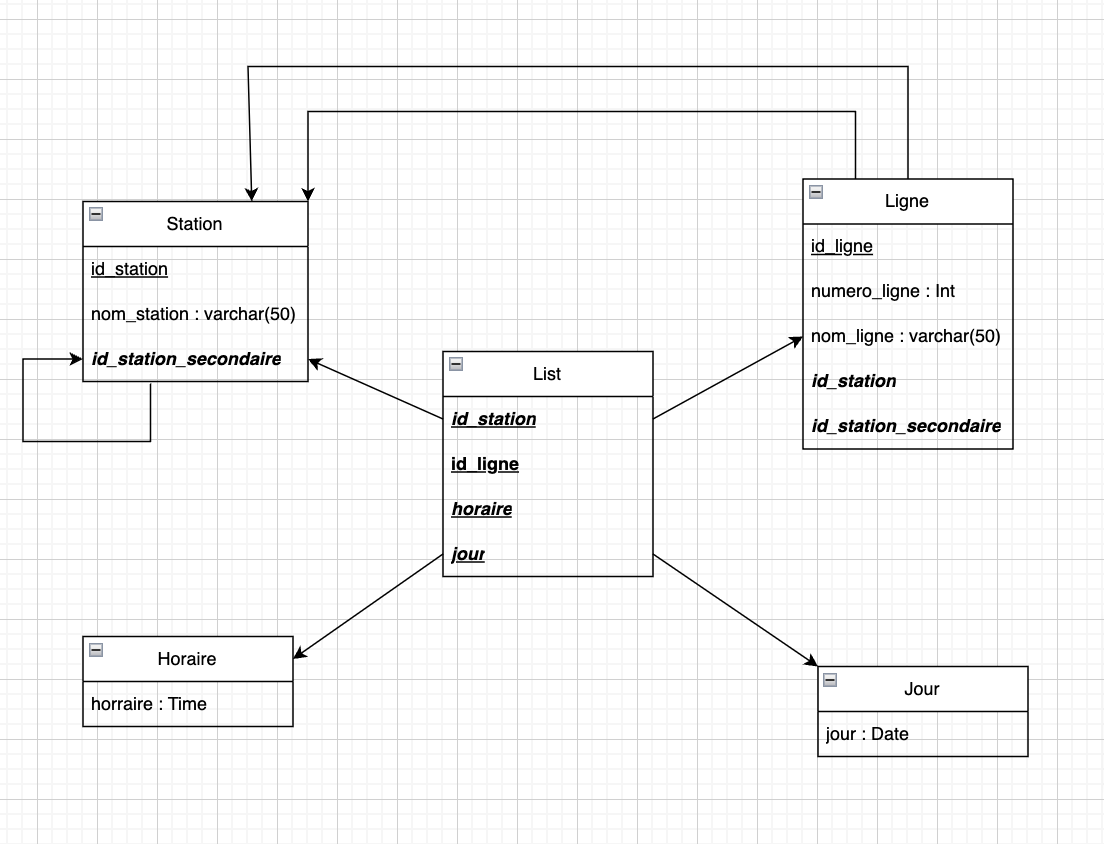 Station
id_station
nom_station : varchar(50)
id_station_secondaire
Ligne
id_ligne
numero_ligne : Int
nom_ligne : varchar(50)
id_station
id_station_secondaire
List
id_station
id_ligne
horaire
jour
Horaire
horraire : Time
Jour
jour : Date